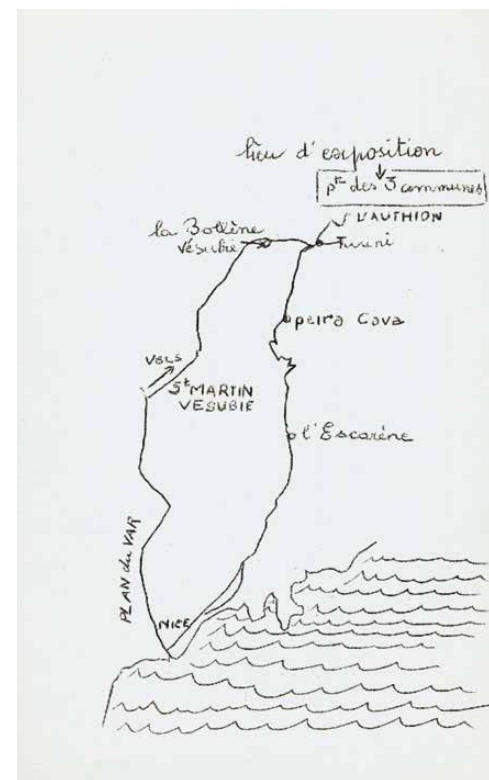 lieu d'exposition
pte des 3 communes
L'AUTHION
la Bollène
Vésubie
Turini
peira Cava
VERS
St MARTIN
VESUBIE
l'Escarène
PLAN du VAR
NICE